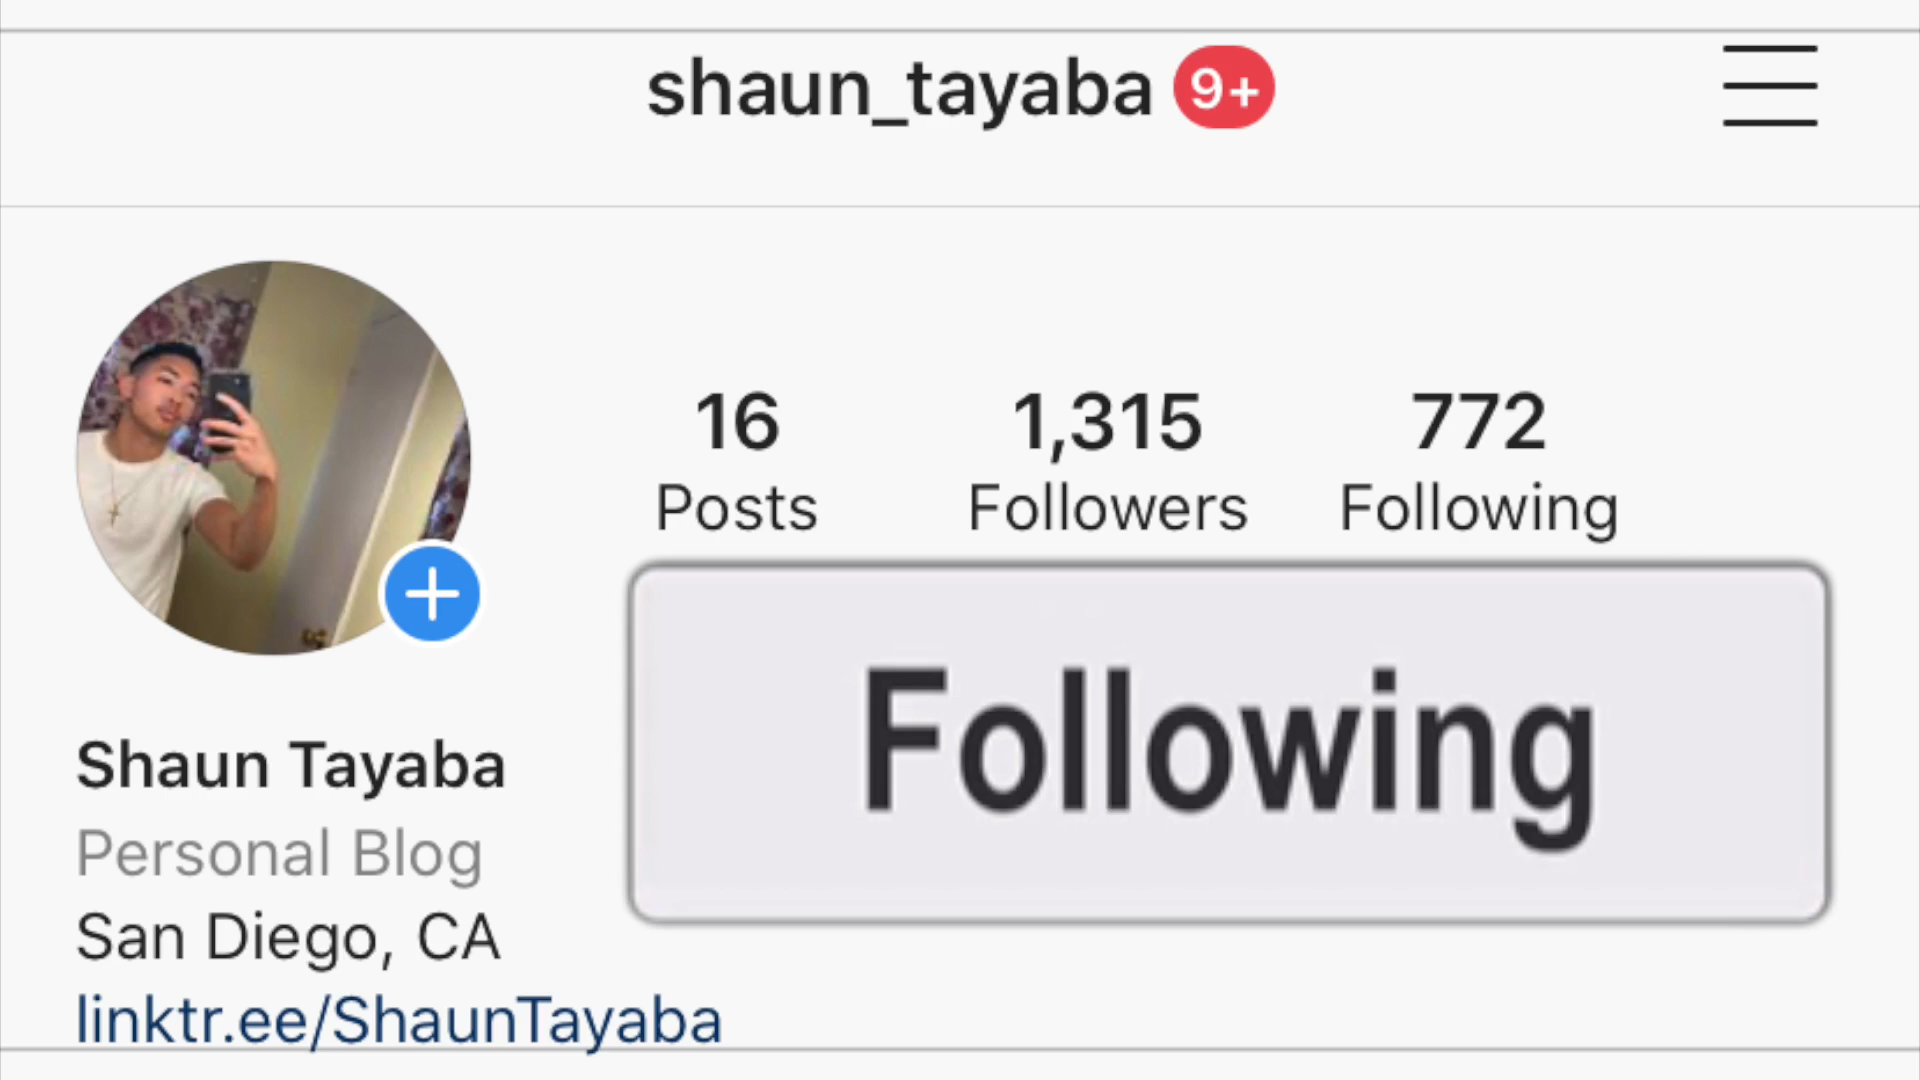 shaun_tayaba 9+
16 1,315 772
Posts Followers Following
Following
Shaun Tayaba
Personal Blog
San Diego, CA
linktr.ee/ShaunTayaba